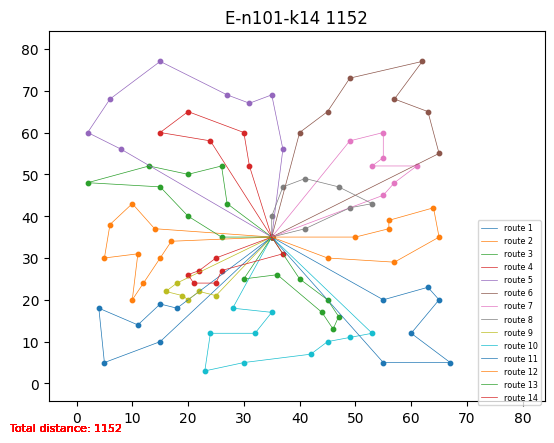 E-n101-k14 1152
80
70
60
50
40
30
20
10
0
route 1
route 2
route 3
route 4
route 5
route 6
route 7
route 8
route 9
route 10
route 11
route 12
route 13
route 14
0 10 20 30 40 50 60 70 80
Total distance: 1152